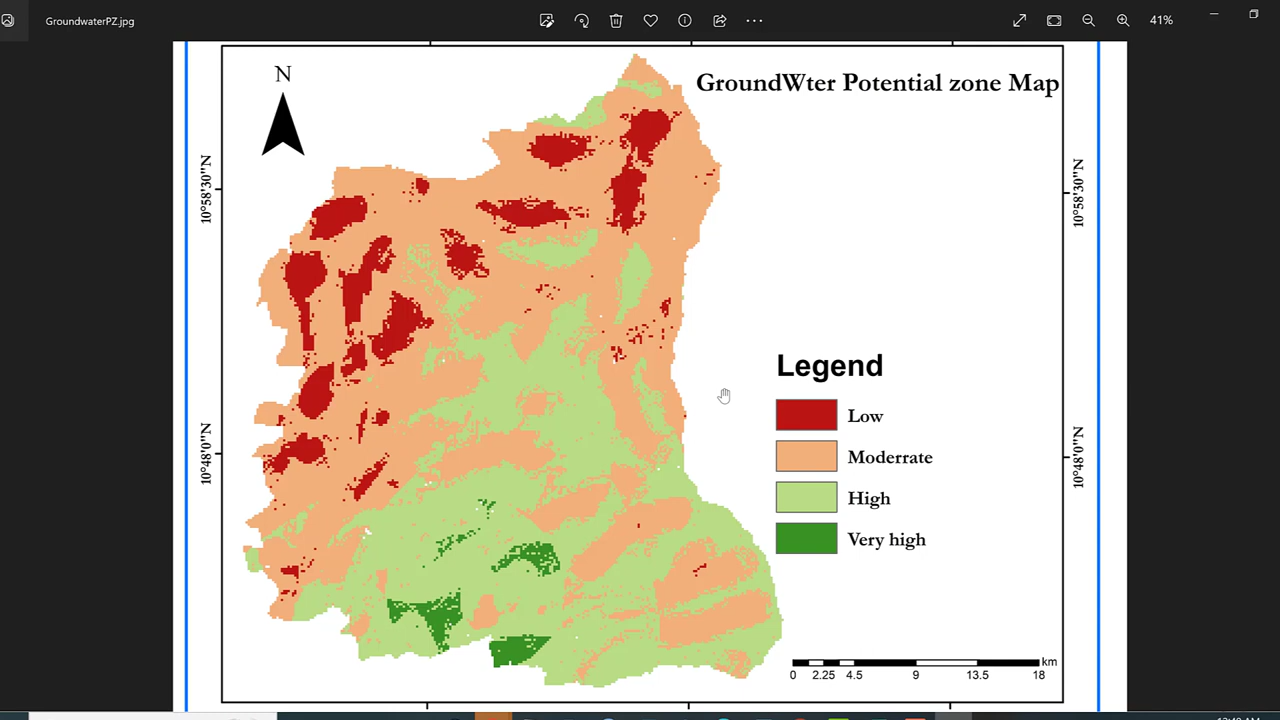 GroundwaterPZ.jpg
41%
N
GroundWter Potential zone Map
10°58'30"N
10°58'30"N
10°48'0"N
10°48'0"N
Legend
Low
Moderrate
High
Very high
km
0 2.25 4.5 9 13.5 18